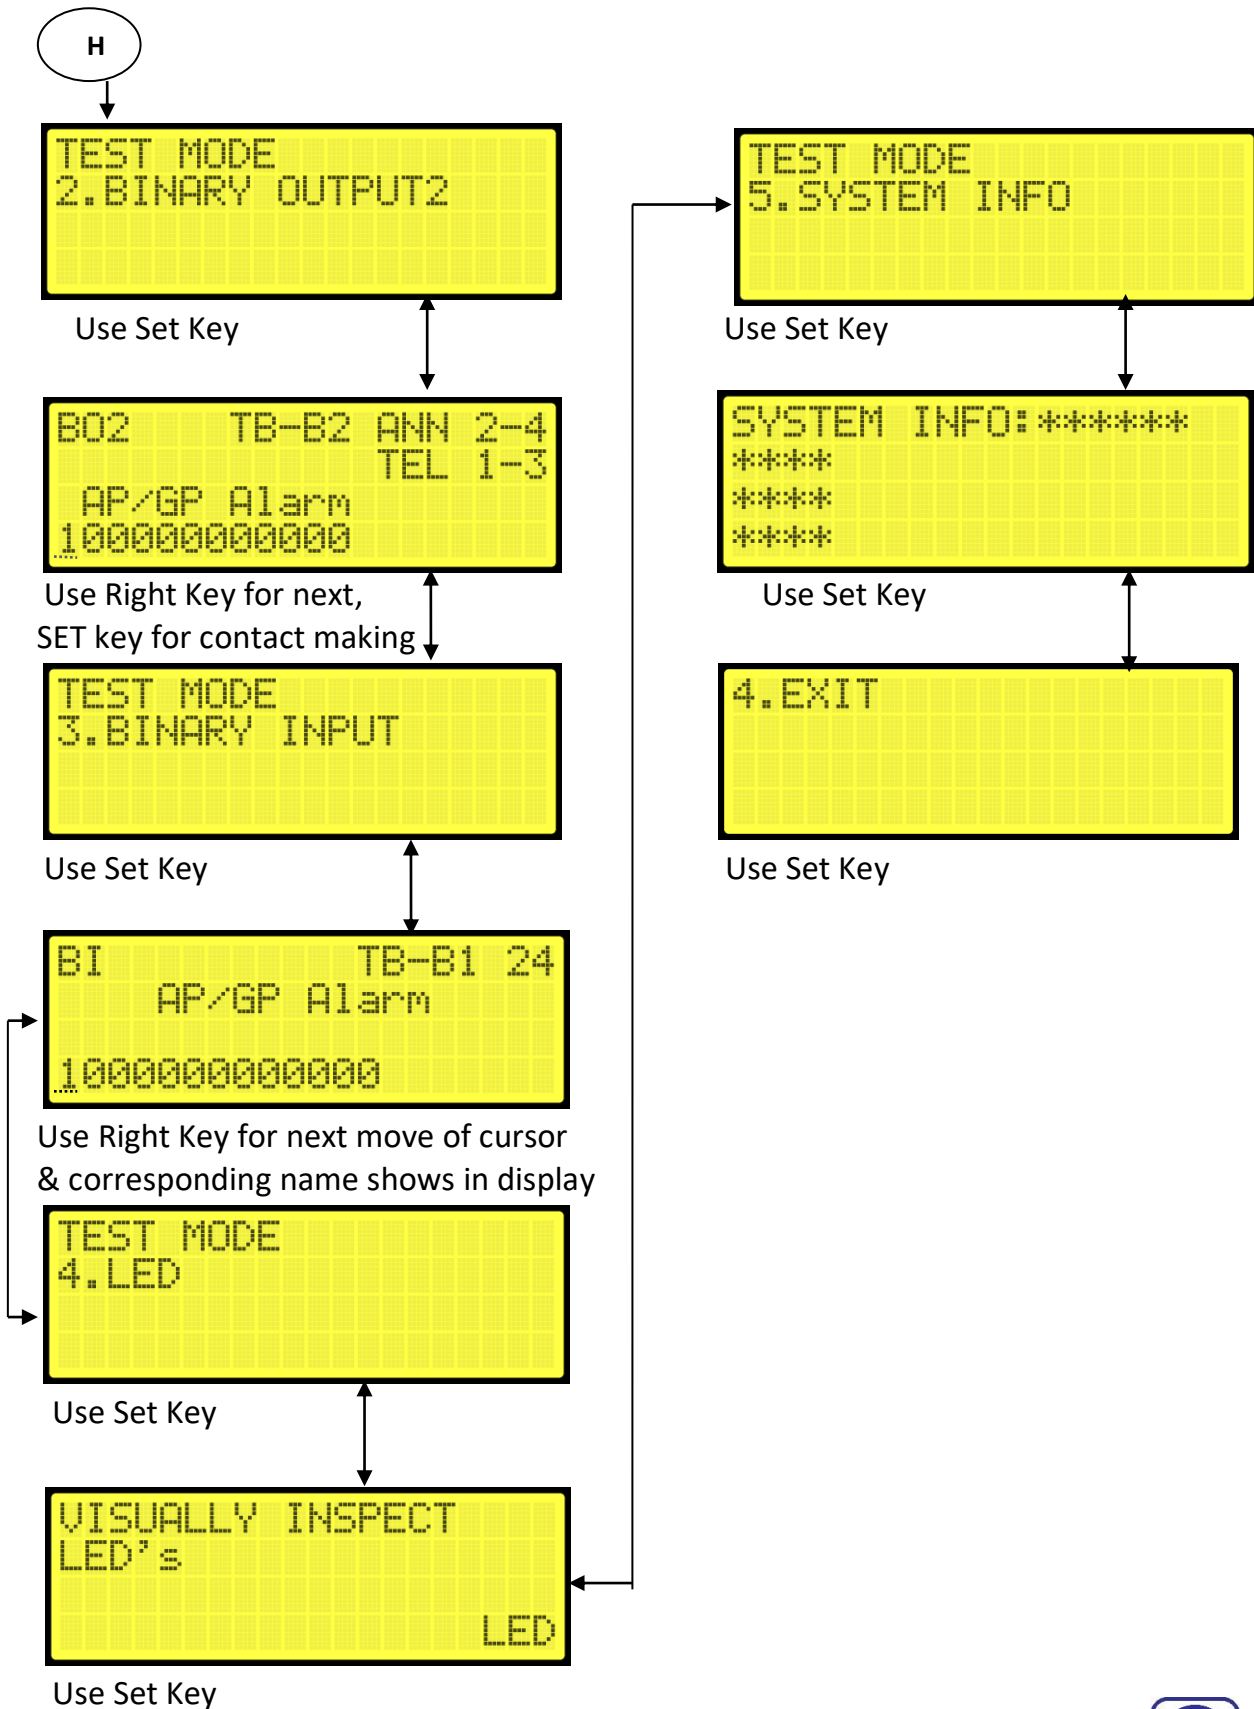 H
TEST MODE
2.BINARY OUTPUT2
Use Set Key
BO2 TB-B2 ANN 2-4
TEL 1-3
AP/GP Alarm
100000000000
Use Right Key for next,
SET key for contact making
TEST MODE
3.BINARY INPUT
Use Set Key
BI TB-B1 24
AP/GP Alarm
1000000000000
Use Right Key for next move of cursor
& corresponding name shows in display
TEST MODE
4.LED
Use Set Key
VISUALLY INSPECT
LED's
LED
Use Set Key
TEST MODE
5.SYSTEM INFO
Use Set Key
SYSTEM INFO:******
****
****
****
Use Set Key
4.EXIT
Use Set Key